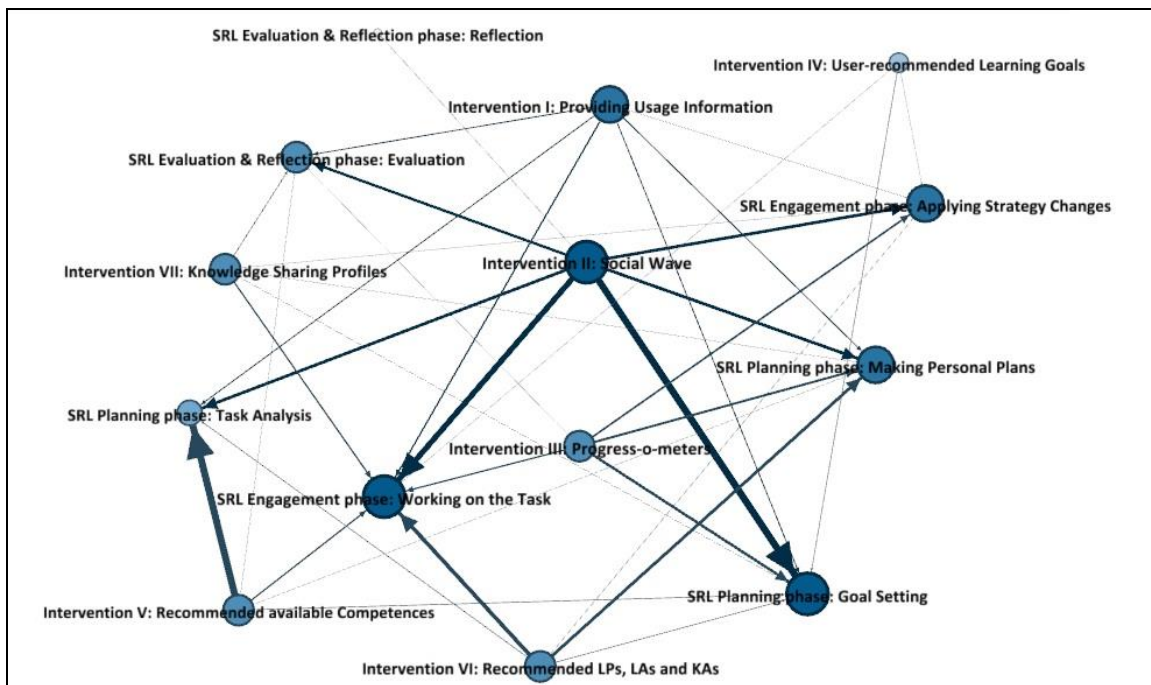 SRL Evaluation & Reflection phase: Reflection
Intervention IV: User-recommended Learning Goals
Intervention I: Providing Usage Information
SRL Evaluation & Reflection phase: Evaluation
SRL Engagement phase: Applying Strategy Changes
Intervention II: Social Wave
Intervention VII: Knowledge Sharing Profiles
SRL Planning phase: Making Personal Plans
SRL Planning phase: Task Analysis
Intervention III: Progress-o-meters
SRL Engagement phase: Working on the Task
SRL Planning phase: Goal Setting
Intervention V: Recommended available Competences
Intervention VI: Recommended LPs, LAs and KAs